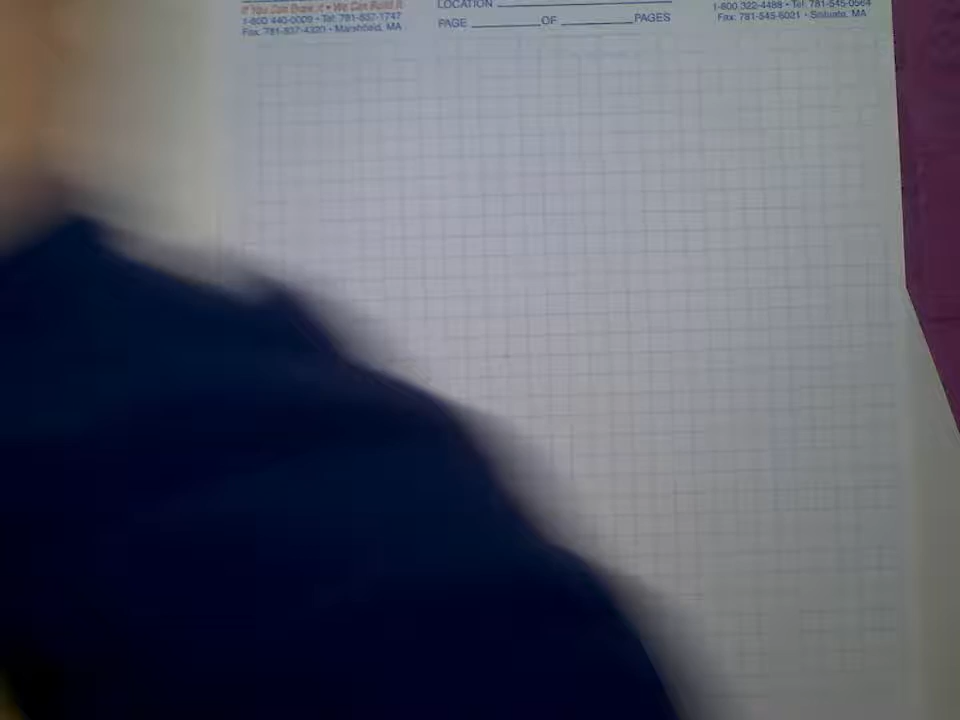 If You Can Draw It • We Can Build It
LOCATION
1-800 440-0009 • Tel: 781-837-1747
Fax: 781-837-4320 • Marshfield, MA
PAGE ________ OF ________ PAGES
1-800 322-4488 • Tel: 781-545-0564
Fax: 781-545-6021 • Scituate, MA